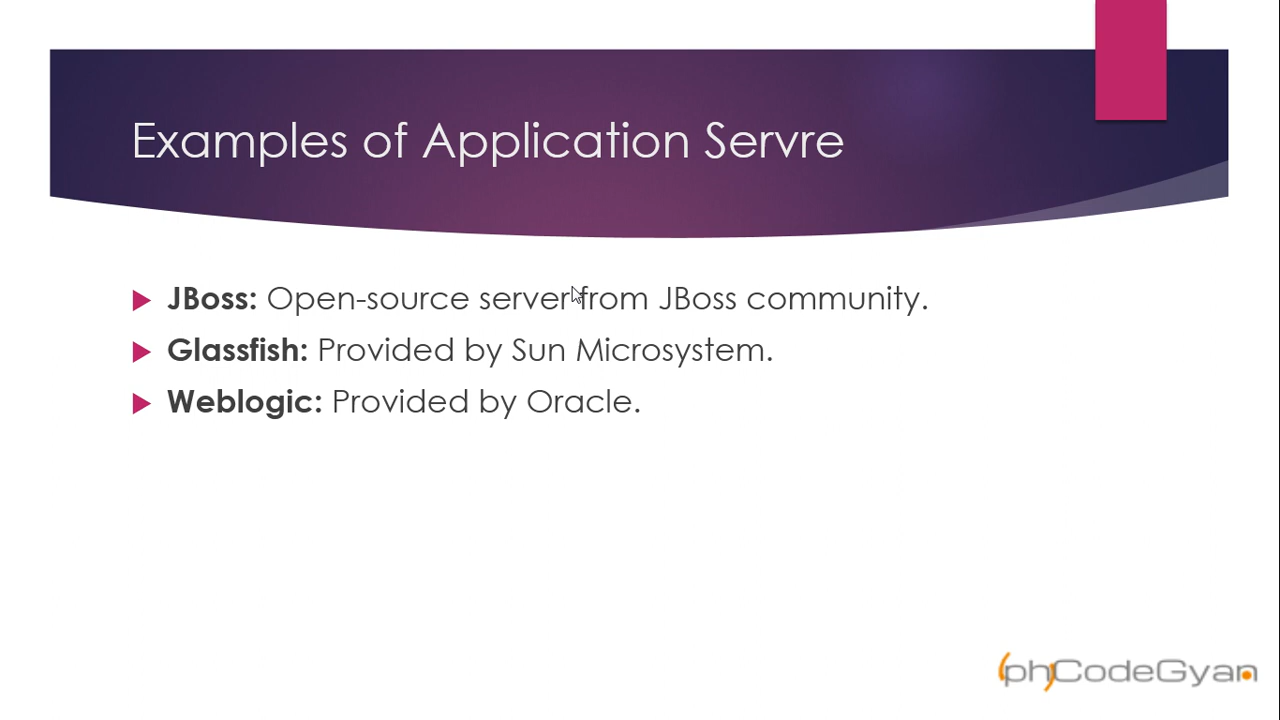 Examples of Application Servre
JBoss: Open-source server from JBoss community.
Glassfish: Provided by Sun Microsystem.
Weblogic: Provided by Oracle.
(ph)CodeGyan